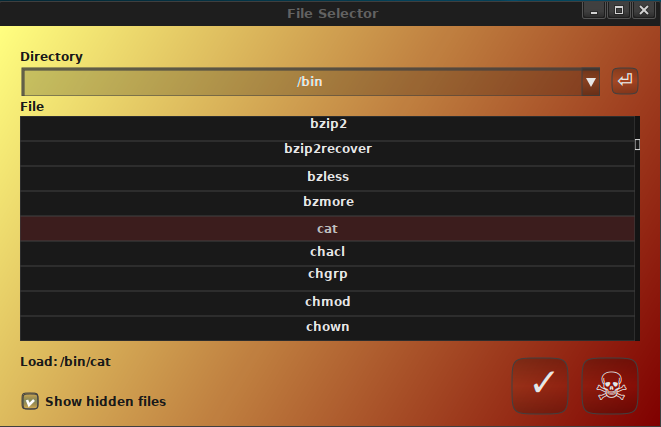 File Selector
Directory
/bin
File
bzip2
bzip2recover
bzless
bzmore
cat
chacl
chgrp
chmod
chown
Load: /bin/cat
Show hidden files